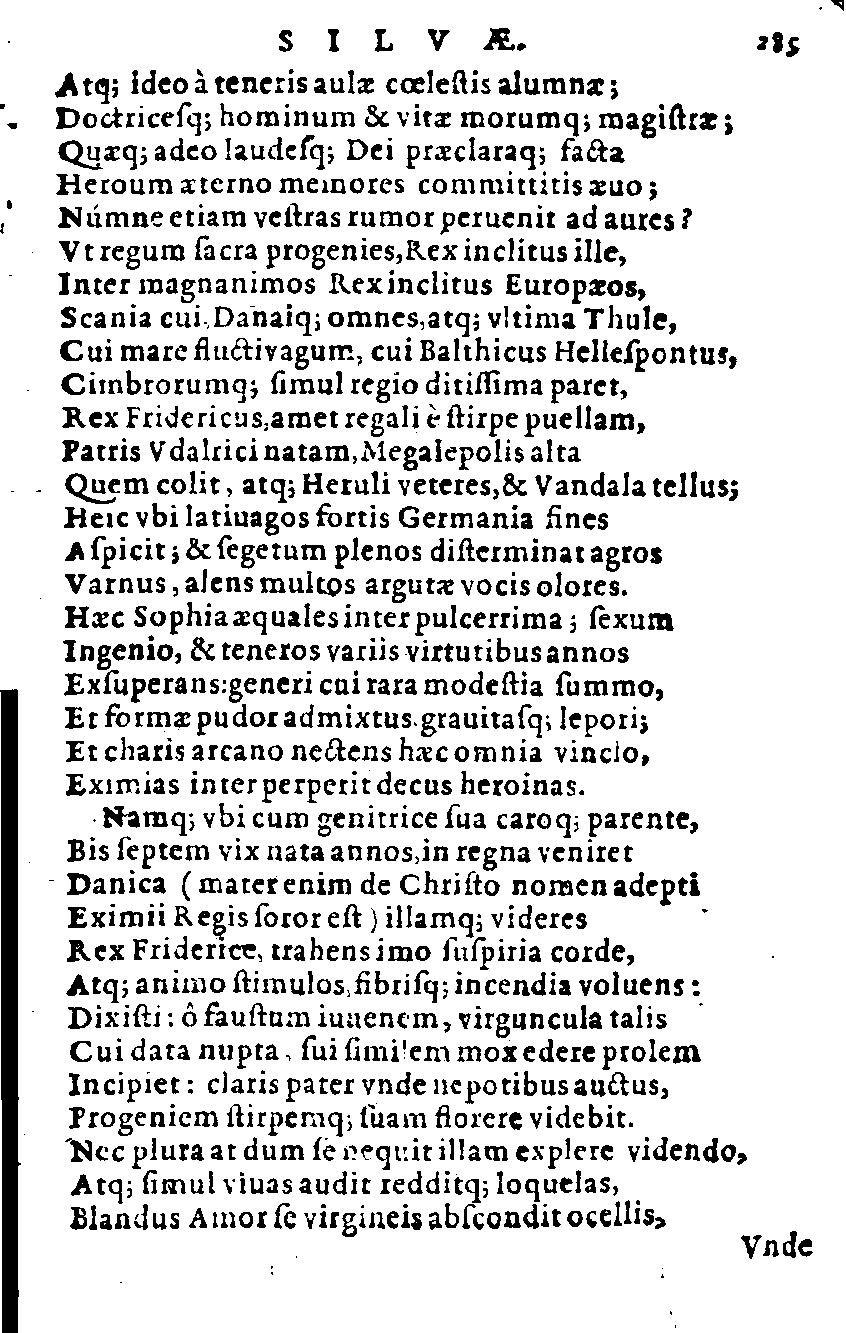 SILVÆ. 285
Atq; ideo à teneris aulæ cœleſtis alumnæ;
Doctriceſq; hominum & vitæ morumq; magiſtræ;
Quæq; adeo laudeſq; Dei præclaraq; facta
Heroum æterno memores committitis æuo;
Númne etiam veſtras rumor peruenit ad aures?
Vt regum ſacra progenies, Rex inclitus ille,
Inter magnanimos Rex inclitus Europæos,
Scania cui, Danaiq; omnes, atq; vltima Thule,
Cui mare fluctivagum, cui Balthicus Helleſpontus,
Cimbrorumq; ſimul regio ditiſſima paret,
Rex Fridericus, amet regali è ſtirpe puellam,
Patris Vdalrici natam, Megalepolis alta
Quem colit, atq; Heruli veteres, & Vandala tellus;
Heic vbi latiuagos fortis Germania fines
Aſpicit; & ſegetum plenos diſterminat agros
Varnus, alens multos argutæ vocis olores.
Hæc Sophia æquales inter pulcerrima; ſexum
Ingenio, & teneros variis virtutibus annos
Exſuperans: generi cui rara modeſtia ſummo,
Et formæ pudor admixtus, grauitaſq; lepori;
Et charis arcano nectens hæc omnia vinclo,
Eximias inter perperit decus heroinas.
Namq; vbi cum genitrice ſua caroq; parente,
Bis ſeptem vix nata annos, in regna veniret
Danica (mater enim de Chriſto nomen adepti
Eximii Regis ſoror eſt) illamq; videres
Rex Friderice, trahens imo ſuſpiria corde,
Atq; animo ſtimulos, fibriſq; incendia voluens:
Dixiſti: ô fauſtum iuuenem, virguncula talis
Cui data nupta, ſui ſimilem mox edere prolem
Incipiet: claris pater vnde nepotibus auctus,
Progeniem ſtirpemq; ſuam florere videbit.
Nec plura at dum ſe nequit illam explere videndo,
Atq; ſimul viuas audit redditq; loquelas,
Blandus Amor ſe virgineis abſcondit ocellis,
Vnde